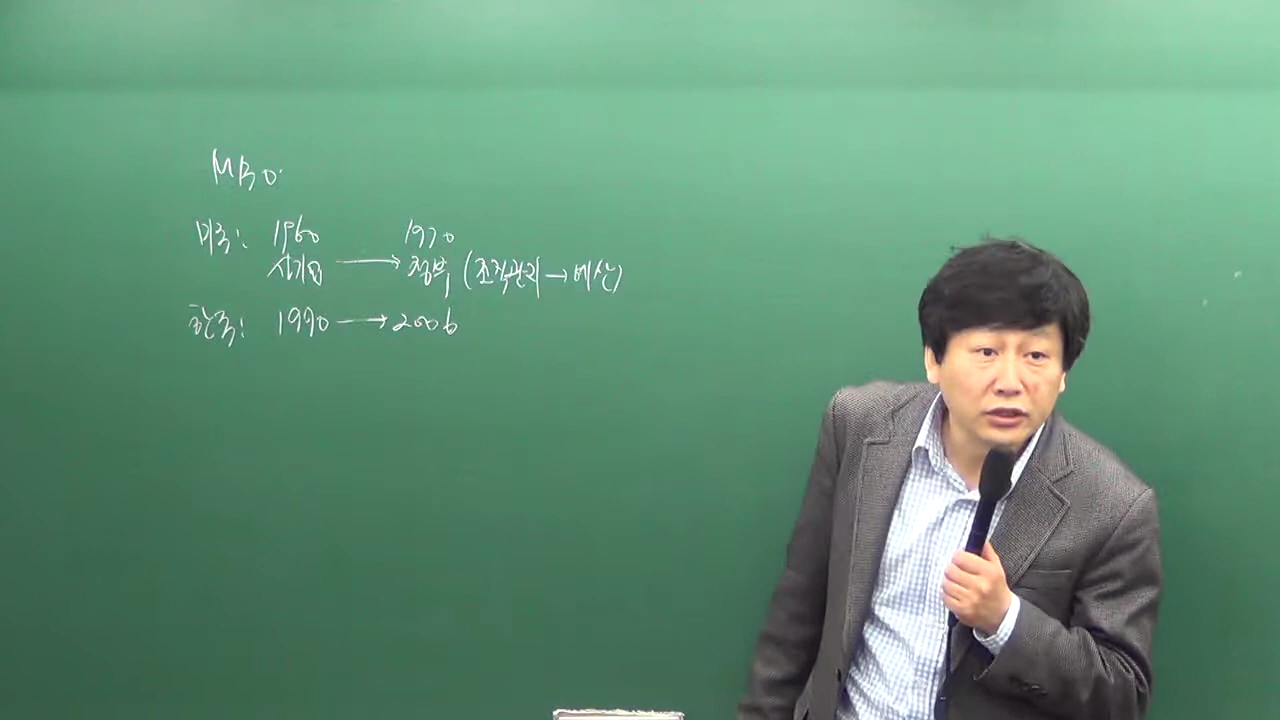 MBO.
미국: 1960 1970
사기업 → 정부 (조직관리 → 예산)
한국: 1990 → 2006